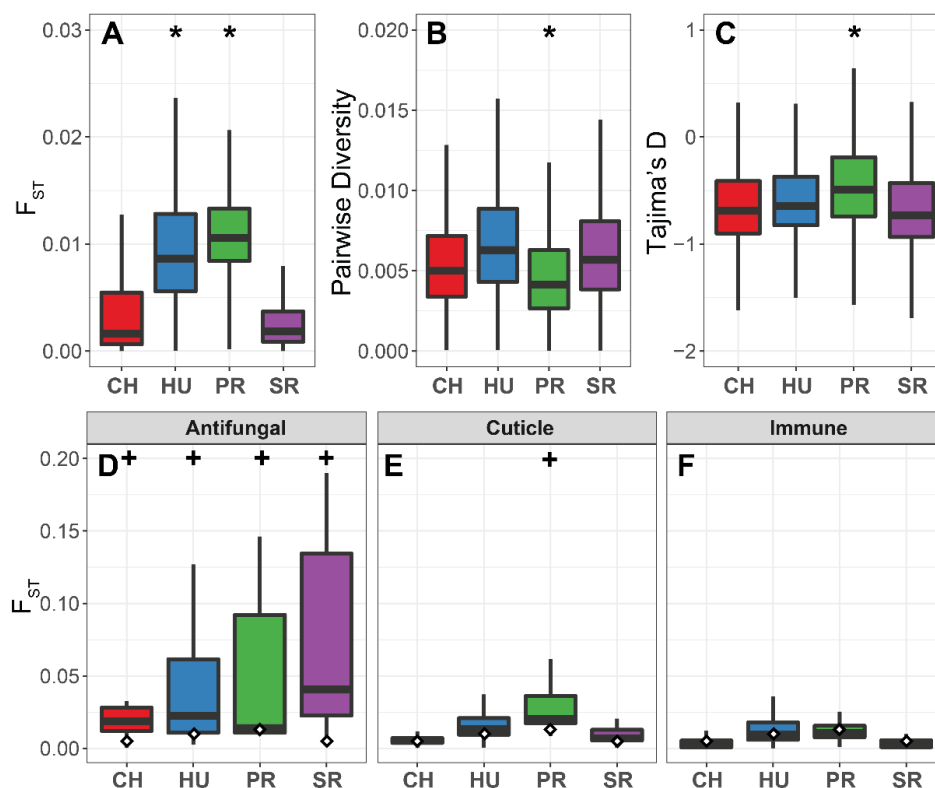 A * *
F_ST
0.03
0.02
0.01
0.00
CH HU PR SR
B *
Pairwise Diversity
0.020
0.015
0.010
0.005
0.000
CH HU PR SR
C *
Tajima's D
1
0
−1
−2
CH HU PR SR
Antifungal
D + + + +
F_ST
0.20
0.15
0.10
0.05
0.00
CH HU PR SR
Cuticle
E +
CH HU PR SR
Immune
F
CH HU PR SR